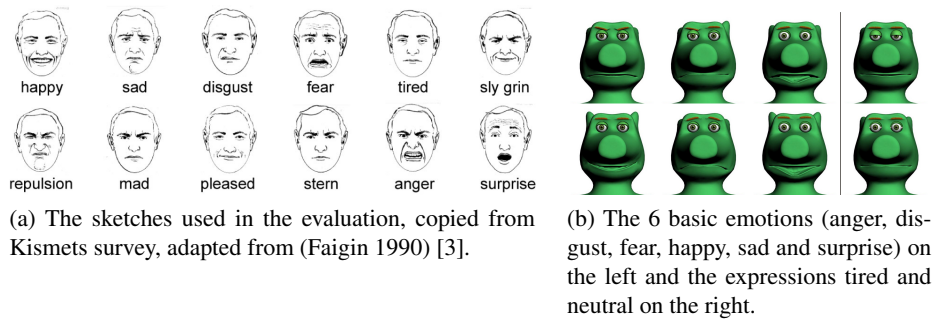 happy sad disgust fear tired sly grin
repulsion mad pleased stern anger surprise
(a) The sketches used in the evaluation, copied from
Kismets survey, adapted from (Faigin 1990) [3].
(b) The 6 basic emotions (anger, dis-
gust, fear, happy, sad and surprise) on
the left and the expressions tired and
neutral on the right.